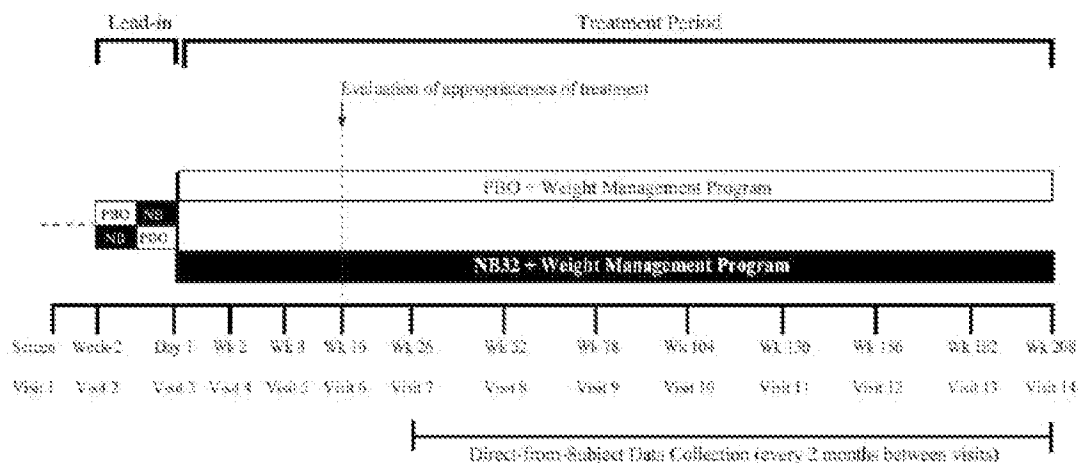 Lead-in Treatment Period
Evaluation of appropriateness of treatment
PBO + Weight Management Program
PBO NB
NB PBO
NB32 + Weight Management Program
Screen Week-2 Day 1 Wk 2 Wk 8 Wk 16 Wk 26 Wk 52 Wk 78 Wk 104 Wk 130 Wk 156 Wk 182 Wk 208
Visit 1 Visit 2 Visit 3 Visit 4 Visit 5 Visit 6 Visit 7 Visit 8 Visit 9 Visit 10 Visit 11 Visit 12 Visit 13 Visit 14
Direct-from-Subject Data Collection (every 2 months between visits)